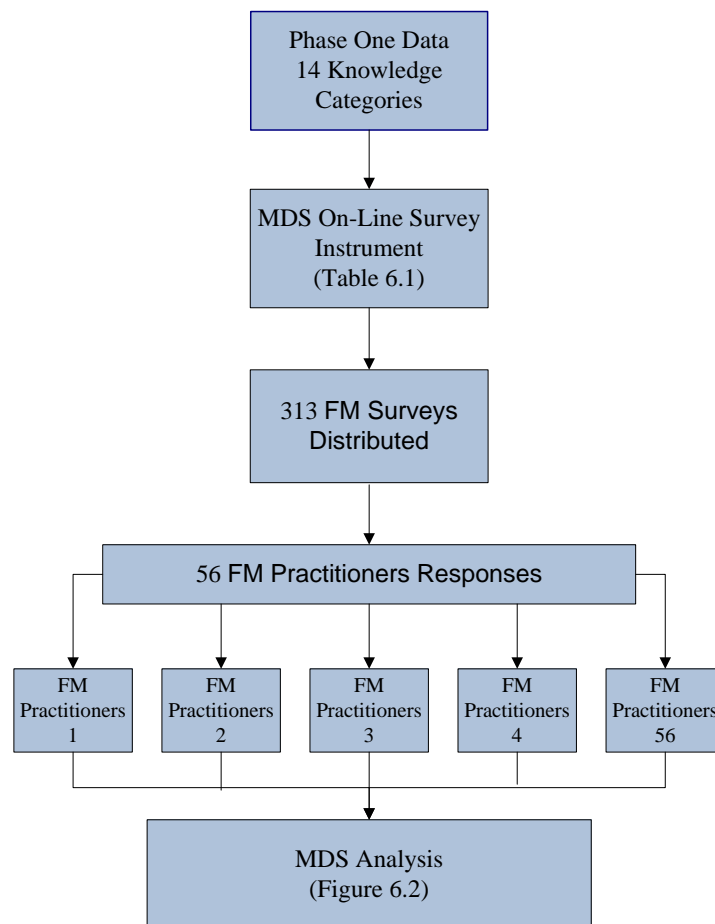 Phase One Data
14 Knowledge
Categories
MDS On-Line Survey
Instrument
(Table 6.1)
313 FM Surveys
Distributed
56 FM Practitioners Responses
FM
Practitioners
1
FM
Practitioners
2
FM
Practitioners
3
FM
Practitioners
4
FM
Practitioners
56
MDS Analysis
(Figure 6.2)